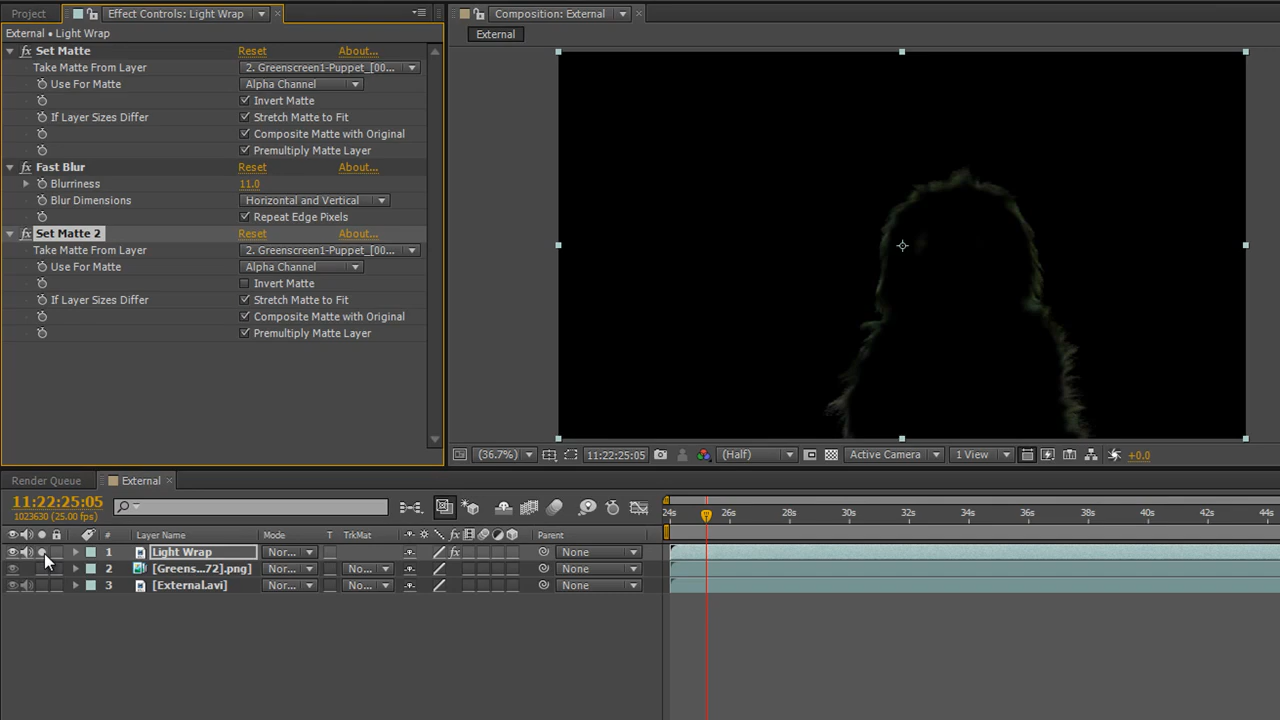 Project
Effect Controls: Light Wrap
External • Light Wrap
fx Set Matte Reset About...
Take Matte From Layer 2. Greenscreen1-Puppet_[00...
Use For Matte Alpha Channel
Invert Matte
If Layer Sizes Differ Stretch Matte to Fit
Composite Matte with Original
Premultiply Matte Layer
fx Fast Blur Reset About...
Blurriness 11.0
Blur Dimensions Horizontal and Vertical
Repeat Edge Pixels
fx Set Matte 2 Reset About...
Take Matte From Layer 2. Greenscreen1-Puppet_[00...
Use For Matte Alpha Channel
Invert Matte
If Layer Sizes Differ Stretch Matte to Fit
Composite Matte with Original
Premultiply Matte Layer
Composition: External
External
(36.7%) 11:22:25:05 (Half) Active Camera 1 View +0.0
Render Queue External
11:22:25:05
1023630 (25.00 fps)
24s 26s 28s 30s 32s 34s 36s 38s 40s 42s 44s
# Layer Name Mode T TrkMat fx Parent
1 Light Wrap Nor... fx None
2 [Greens...72].png] Nor... No... None
3 [External.avi] Nor... No... None